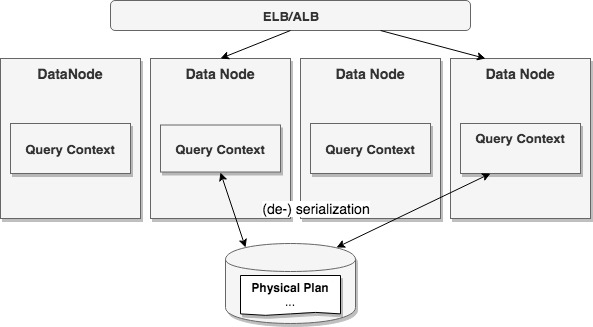 ELB/ALB
DataNode
Data Node
Data Node
Data Node
Query Context
Query Context
Query Context
Query Context
(de-) serialization
Physical Plan
...